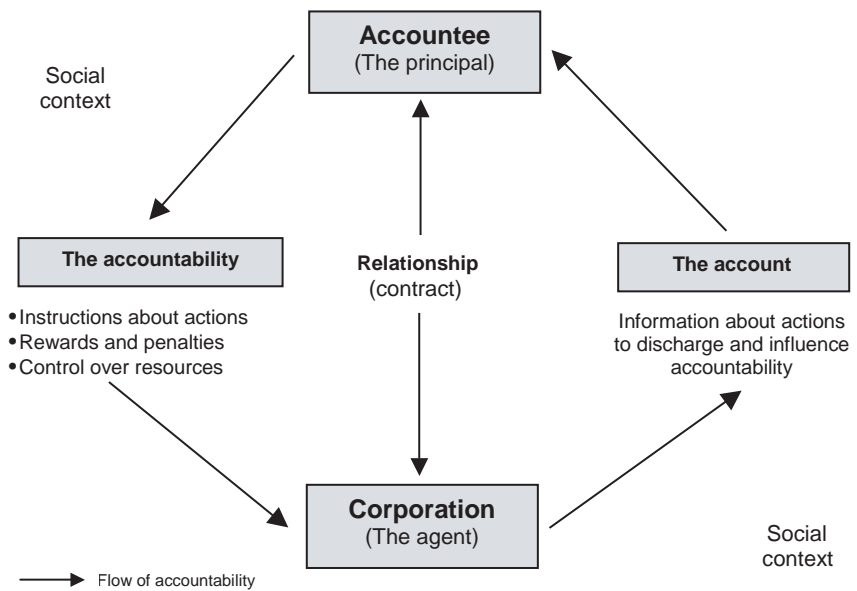 Accountee
(The principal)
Social
context
The accountability
Relationship
(contract)
The account
•Instructions about actions
•Rewards and penalties
•Control over resources
Information about actions
to discharge and influence
accountability
Corporation
(The agent)
Social
context
Flow of accountability